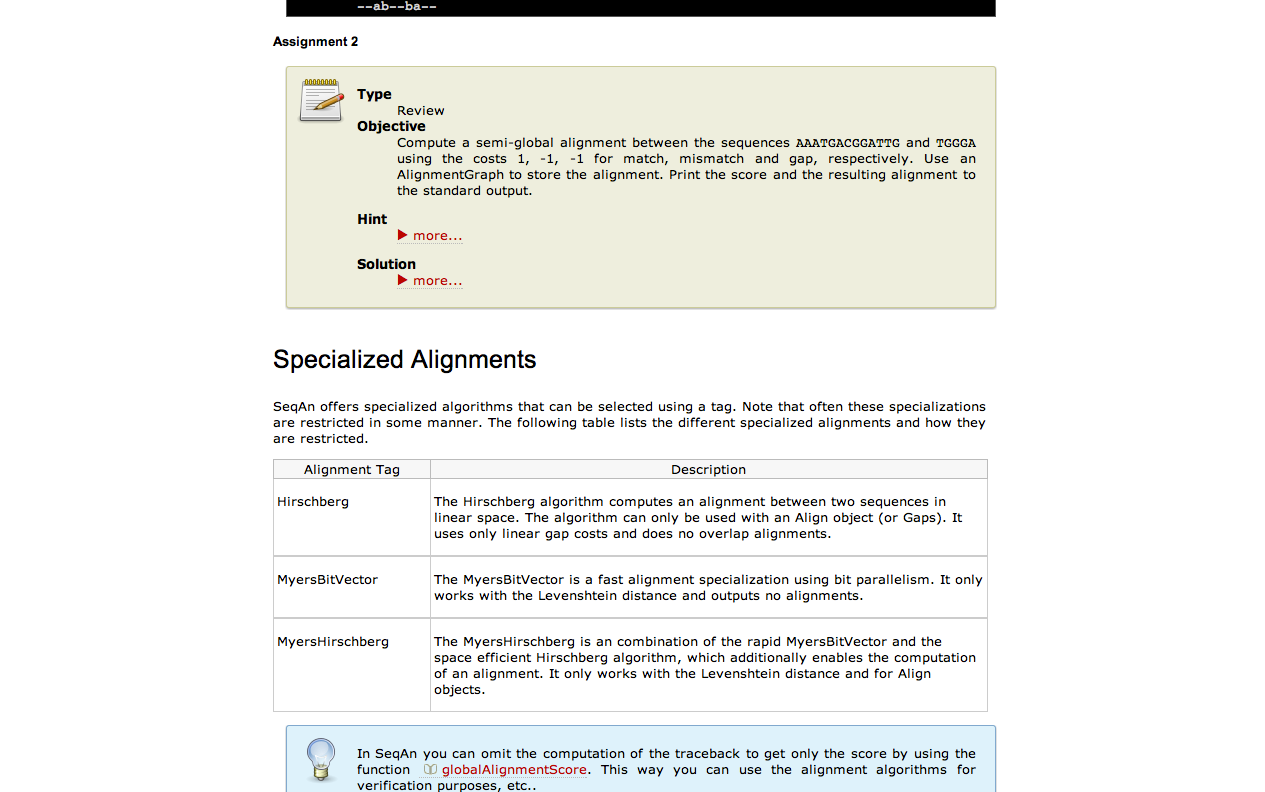 --ab--ba--
Assignment 2
Type
Review
Objective
Compute a semi-global alignment between the sequences AAATGACGGATTG and TGGGA
using the costs 1, -1, -1 for match, mismatch and gap, respectively. Use an
AlignmentGraph to store the alignment. Print the score and the resulting alignment to
the standard output.
Hint
more...
Solution
more...
Specialized Alignments
SeqAn offers specialized algorithms that can be selected using a tag. Note that often these specializations
are restricted in some manner. The following table lists the different specialized alignments and how they
are restricted.
Alignment Tag Description
Hirschberg The Hirschberg algorithm computes an alignment between two sequences in
linear space. The algorithm can only be used with an Align object (or Gaps). It
uses only linear gap costs and does no overlap alignments.
MyersBitVector The MyersBitVector is a fast alignment specialization using bit parallelism. It only
works with the Levenshtein distance and outputs no alignments.
MyersHirschberg The MyersHirschberg is an combination of the rapid MyersBitVector and the
space efficient Hirschberg algorithm, which additionally enables the computation
of an alignment. It only works with the Levenshtein distance and for Align
objects.
In SeqAn you can omit the computation of the traceback to get only the score by using the
function globalAlignmentScore. This way you can use the alignment algorithms for
verification purposes, etc..